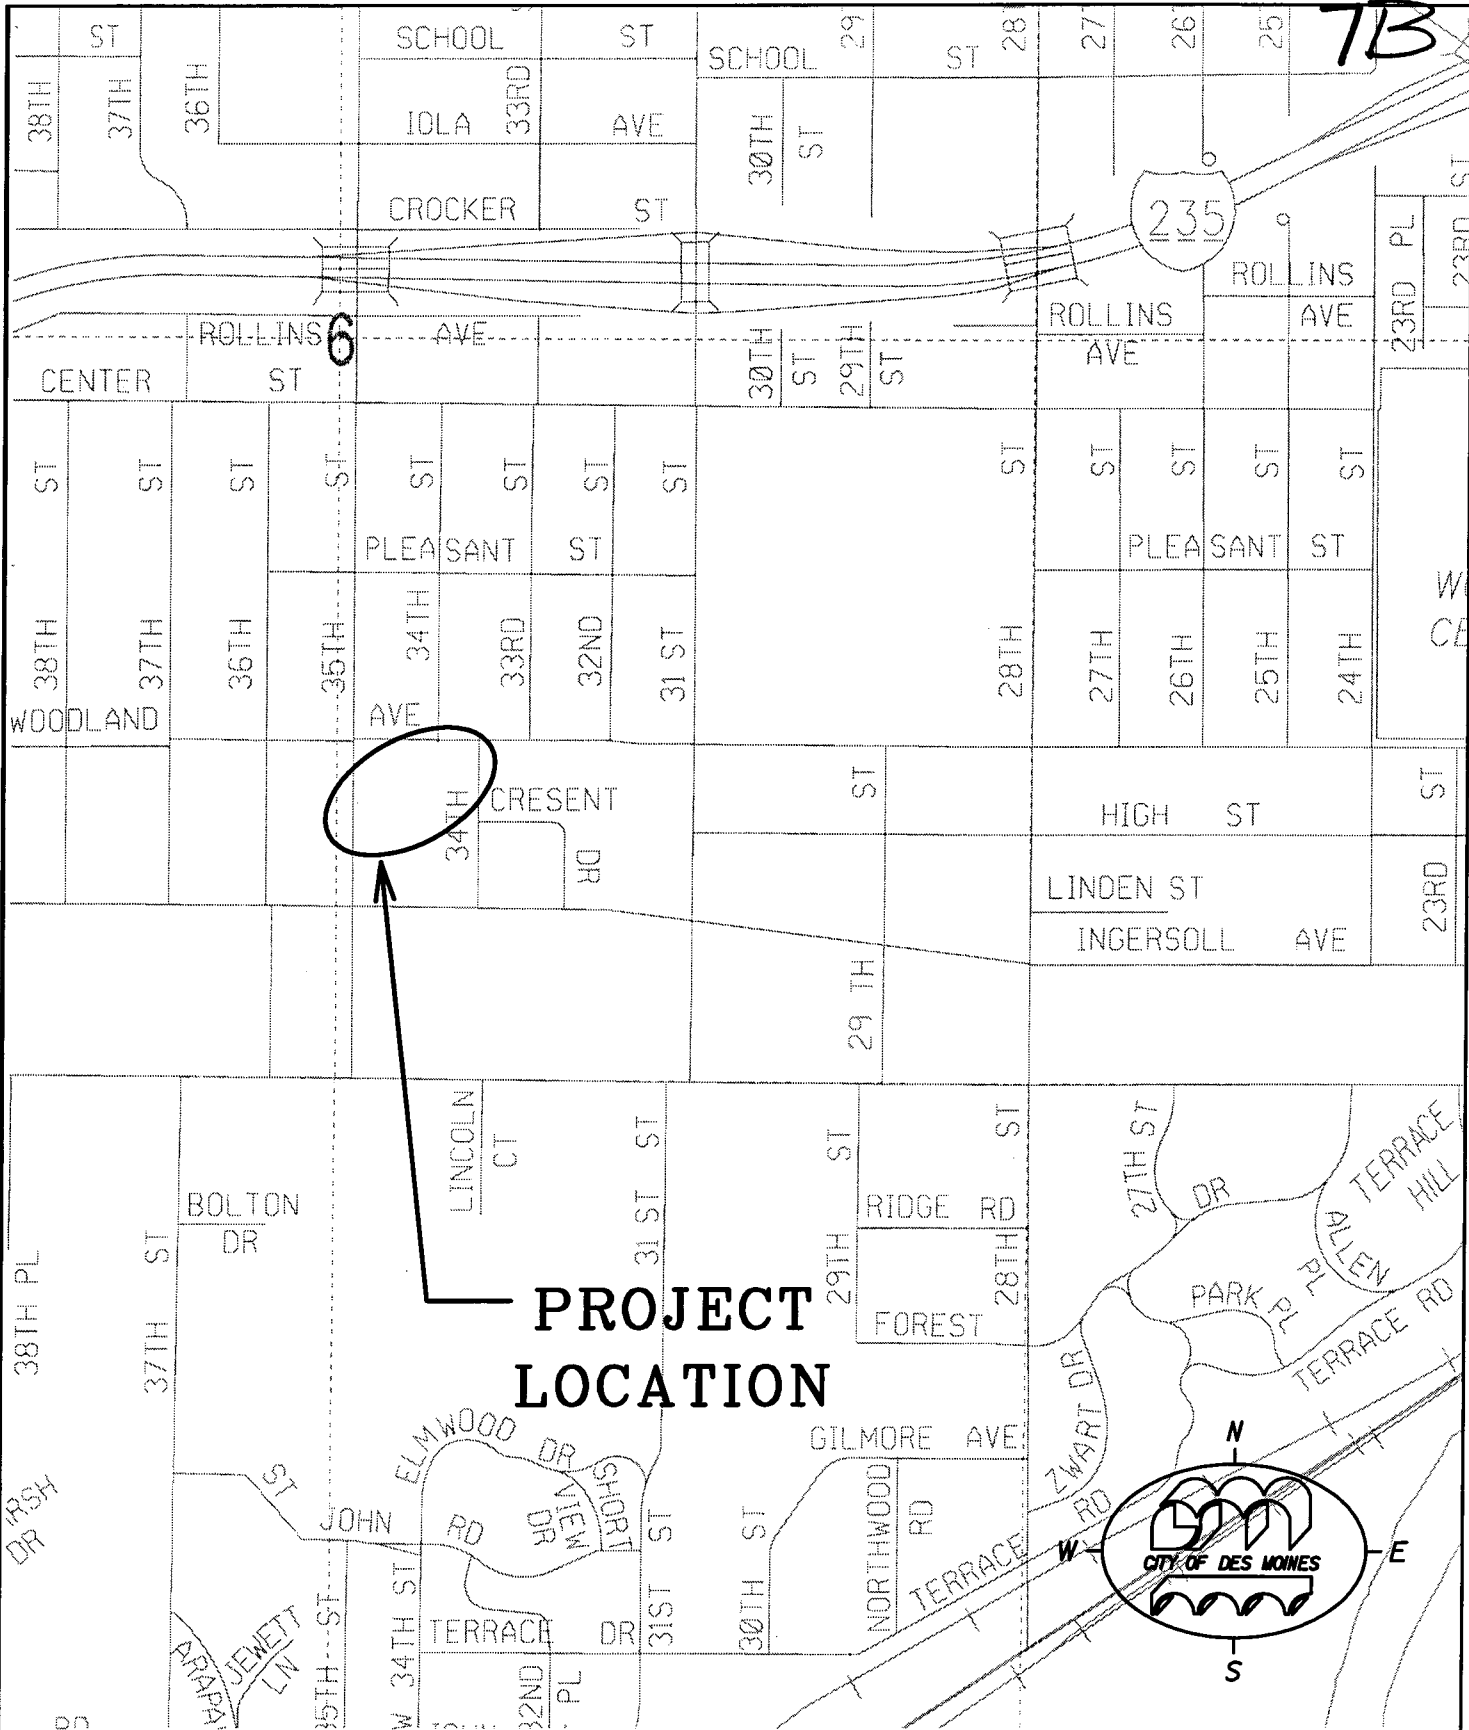 7B
ST
SCHOOL ST
SCHOOL ST
29
28
27
26
25
38TH
37TH
36TH
IOLA AVE
33RD
30TH ST
CROCKER ST
235
ROLLINS AVE
23RD PL
23RD ST
ROLLINS AVE
6
ROLLINS AVE
30TH ST
29TH ST
CENTER ST
ST
ST
ST
ST
ST
ST
ST
ST
ST
ST
ST
ST
ST
PLEASANT ST
PLEASANT ST
38TH
37TH
36TH
35TH
34TH
33RD
32ND
31 ST
28TH
27TH
26TH
25TH
24TH
WOODLAND AVE
34TH
CRESENT
RD
ST
HIGH ST
ST
LINDEN ST
23RD
INGERSOLL AVE
29 TH
LINCOLN CT
31 ST ST
ST
ST
27TH ST
DR
TERRACE HILL
BOLTON DR
RIDGE RD
ALLEN PL
38TH PL
37TH ST
29TH
28TH
PARK PL
TERRACE RD
FOREST
PROJECT
LOCATION
ZWART DR
ELMWOOD DR
GILMORE AVE
N
ST
JOHN RD
VIEW DR
SHORT ST
30TH ST
NORTHWOOD RD
TERRACE RD
W
E
CITY OF DES MOINES
S
DR
ARAPA
JEWETT LN
35TH ST
W 34TH ST
TERRACE DR
31ST
32ND PL